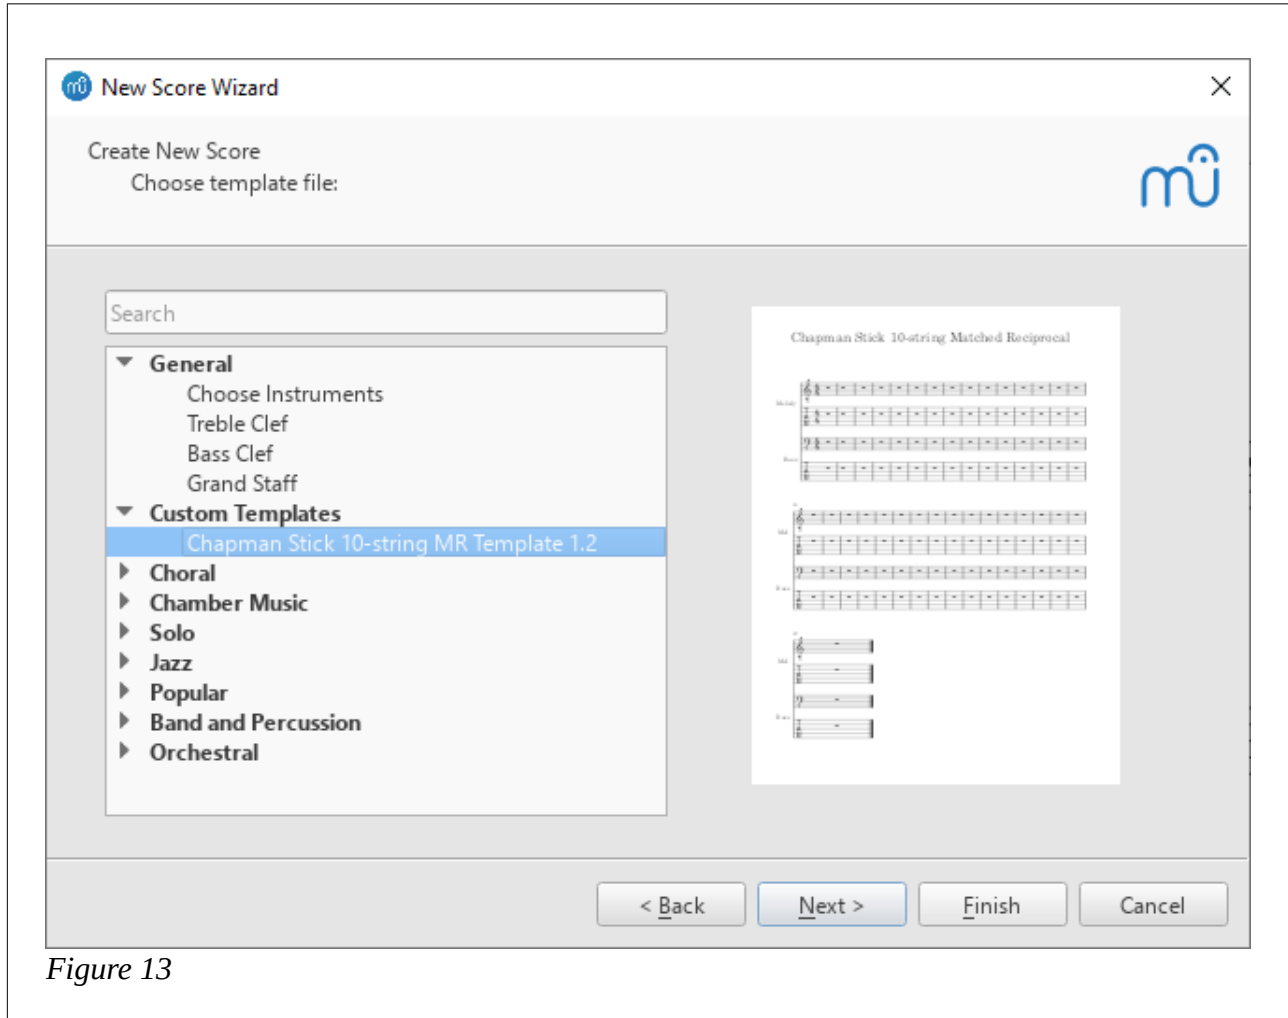 New Score Wizard
Create New Score
Choose template file:
Search
General
Choose Instruments
Treble Clef
Bass Clef
Grand Staff
Custom Templates
Chapman Stick 10-string MR Template 1.2
Choral
Chamber Music
Solo
Jazz
Popular
Band and Percussion
Orchestral
Chapman Stick 10-string Matched Reciprocal
< Back
Next >
Finish
Cancel
Figure 13